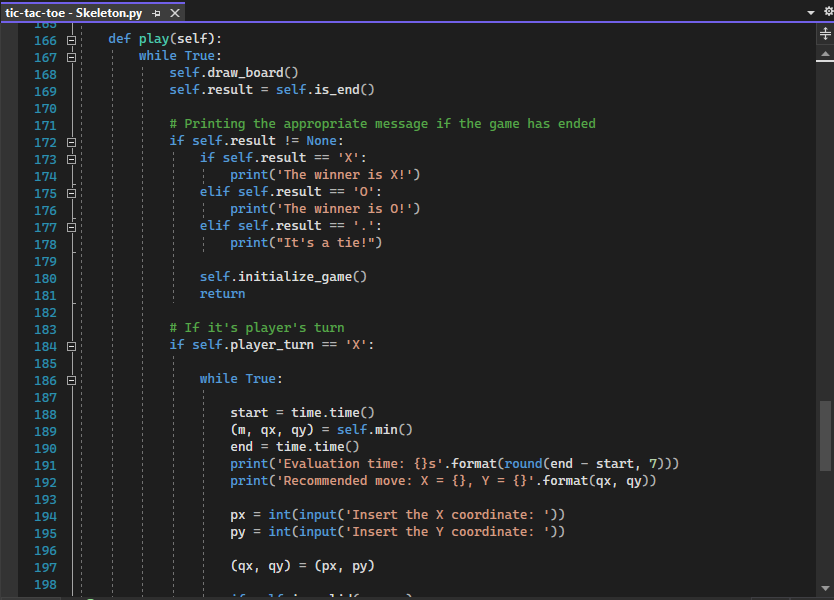 tic-tac-toe - Skeleton.py
165
166 def play(self):
167 while True:
168 self.draw_board()
169 self.result = self.is_end()
170
171 # Printing the appropriate message if the game has ended
172 if self.result != None:
173 if self.result == 'X':
174 print('The winner is X!')
175 elif self.result == 'O':
176 print('The winner is O!')
177 elif self.result == '.':
178 print("It's a tie!")
179
180 self.initialize_game()
181 return
182
183 # If it's player's turn
184 if self.player_turn == 'X':
185
186 while True:
187
188 start = time.time()
189 (m, qx, qy) = self.min()
190 end = time.time()
191 print('Evaluation time: {}s'.format(round(end - start, 7)))
192 print('Recommended move: X = {}, Y = {}'.format(qx, qy))
193
194 px = int(input('Insert the X coordinate: '))
195 py = int(input('Insert the Y coordinate: '))
196
197 (qx, qy) = (px, py)
198